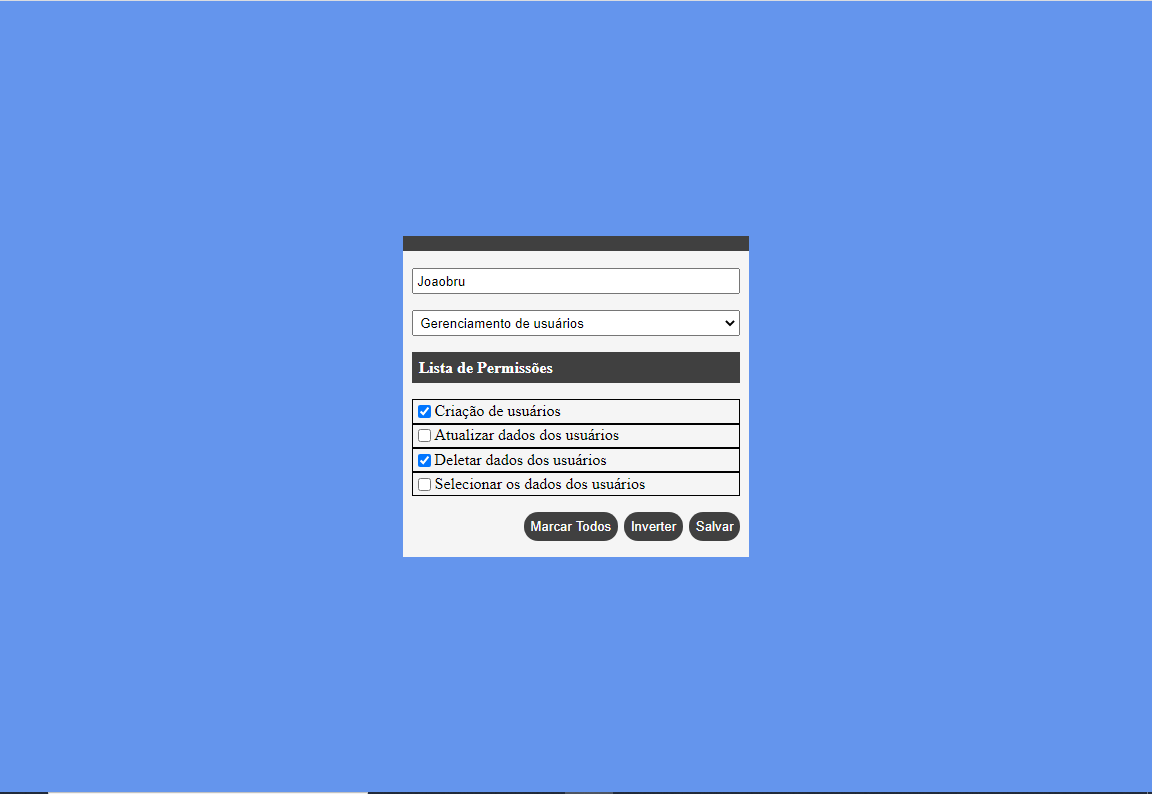 Joaobru
Gerenciamento de usuários
Lista de Permissões
Criação de usuários
Atualizar dados dos usuários
Deletar dados dos usuários
Selecionar os dados dos usuários
Marcar Todos Inverter Salvar